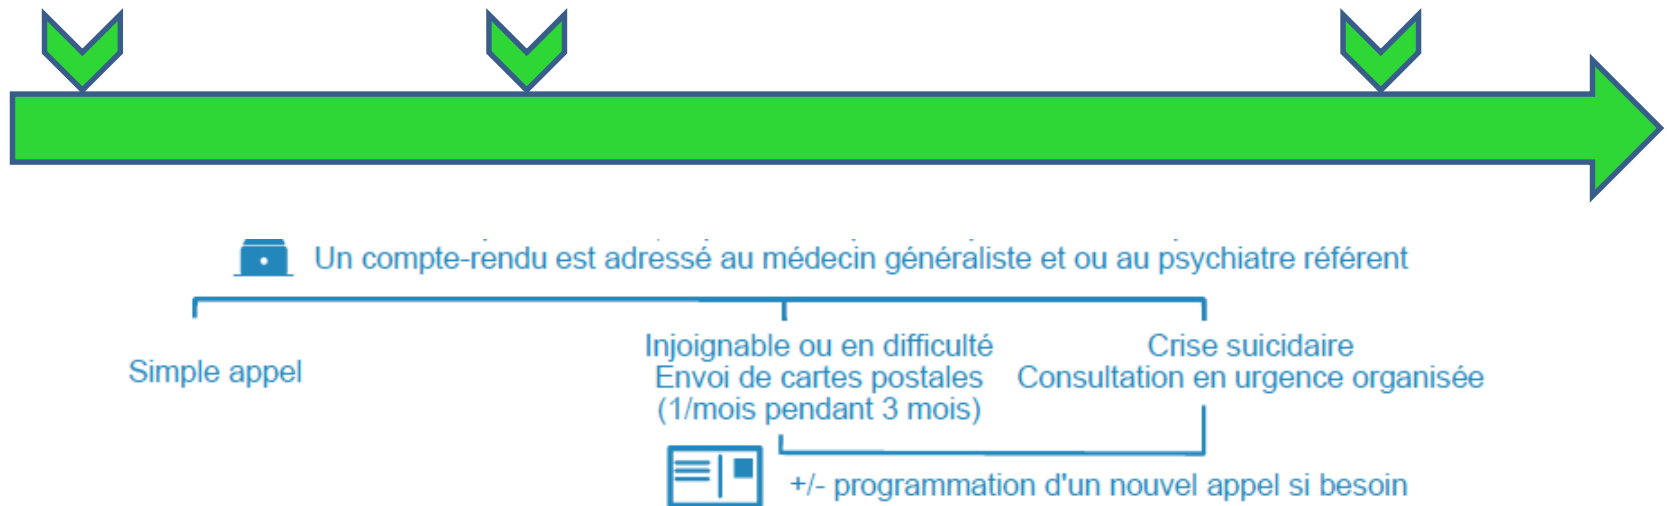 Un compte-rendu est adressé au médecin généraliste et ou au psychiatre référent
Simple appel
Injoignable ou en difficulté
Envoi de cartes postales
(1/mois pendant 3 mois)
Crise suicidaire
Consultation en urgence organisée
+/- programmation d'un nouvel appel si besoin